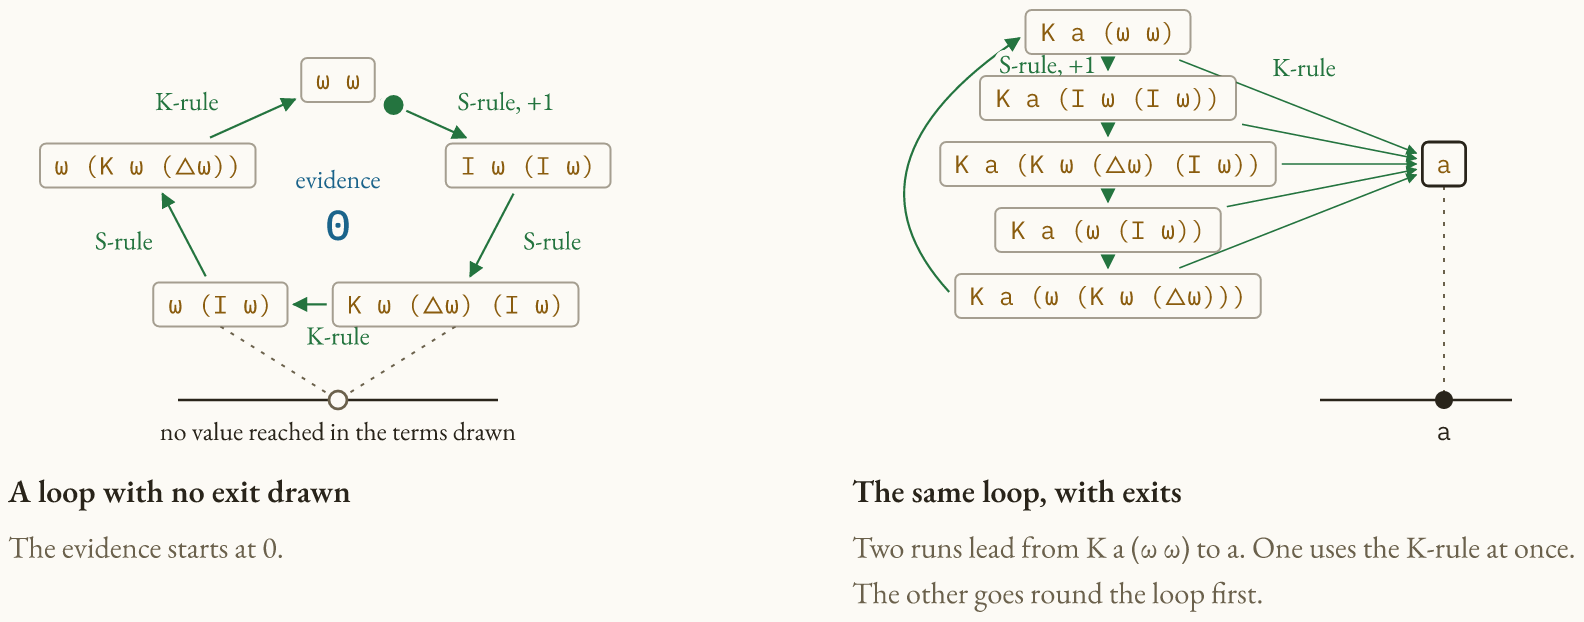 ω ω
K-rule
S-rule, +1
ω (K ω (△ω))
I ω (I ω)
evidence
0
S-rule
S-rule
ω (I ω)
K ω (△ω) (I ω)
K-rule
no value reached in the terms drawn
A loop with no exit drawn
The evidence starts at 0.
K a (ω ω)
S-rule, +1
K-rule
K a (I ω (I ω))
K a (K ω (△ω) (I ω))
a
K a (ω (I ω))
K a (ω (K ω (△ω)))
a
The same loop, with exits
Two runs lead from K a (ω ω) to a. One uses the K-rule at once.
The other goes round the loop first.